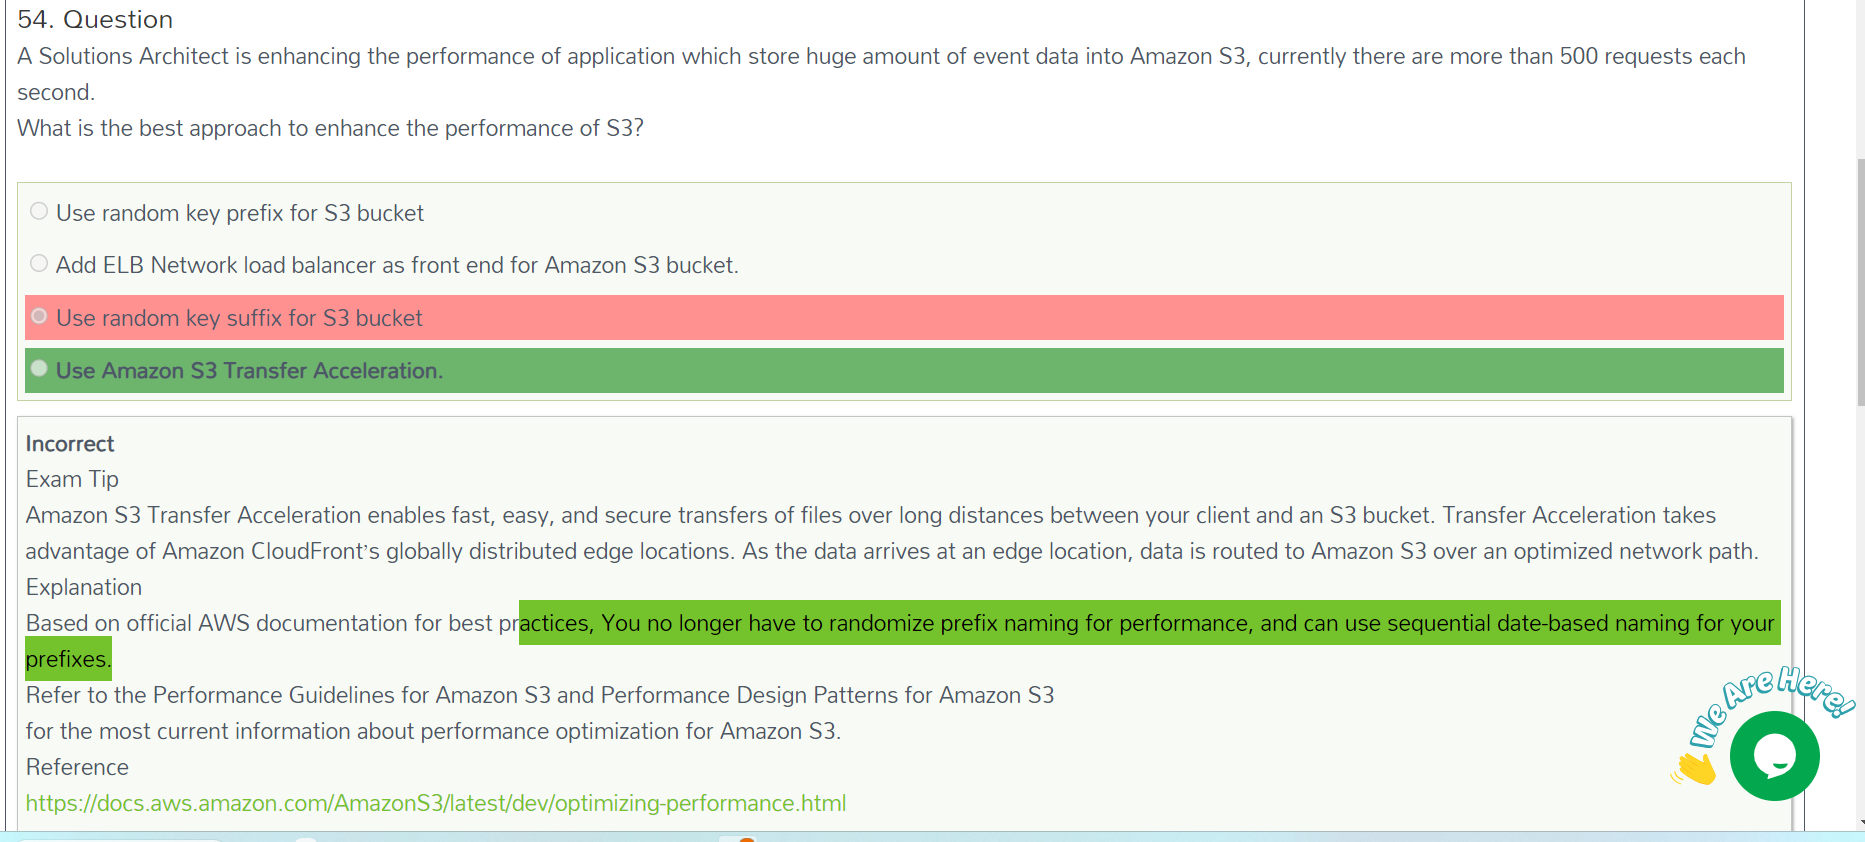 54. Question
A Solutions Architect is enhancing the performance of application which store huge amount of event data into Amazon S3, currently there are more than 500 requests each
second.
What is the best approach to enhance the performance of S3?
Use random key prefix for S3 bucket
Add ELB Network load balancer as front end for Amazon S3 bucket.
Use random key suffix for S3 bucket
Use Amazon S3 Transfer Acceleration.
Incorrect
Exam Tip
Amazon S3 Transfer Acceleration enables fast, easy, and secure transfers of files over long distances between your client and an S3 bucket. Transfer Acceleration takes
advantage of Amazon CloudFront's globally distributed edge locations. As the data arrives at an edge location, data is routed to Amazon S3 over an optimized network path.
Explanation
Based on official AWS documentation for best practices, You no longer have to randomize prefix naming for performance, and can use sequential date-based naming for your
prefixes.
Refer to the Performance Guidelines for Amazon S3 and Performance Design Patterns for Amazon S3
for the most current information about performance optimization for Amazon S3.
Reference
https://docs.aws.amazon.com/AmazonS3/latest/dev/optimizing-performance.html
We Are Here!